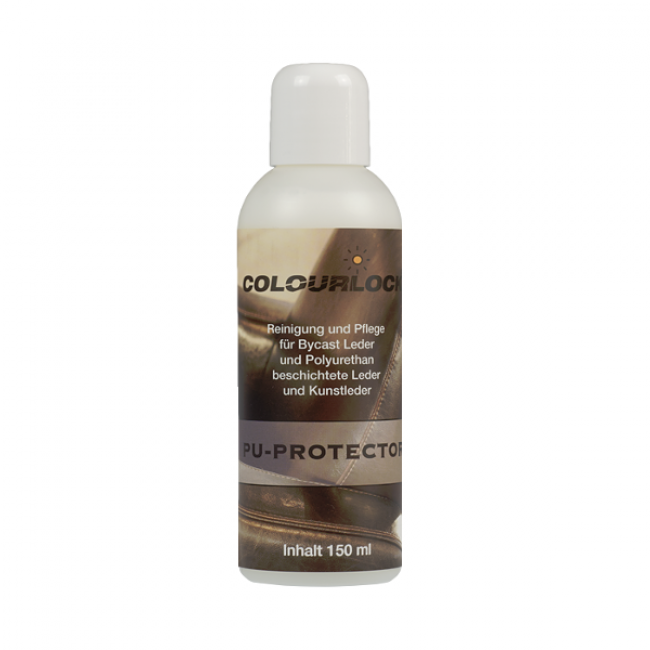 COLOURLOCK
Reinigung und Pflege
für Bycast Leder
und Polyurethan
beschichtete Leder
und Kunstleder
PU-PROTECTOR
Inhalt 150 ml